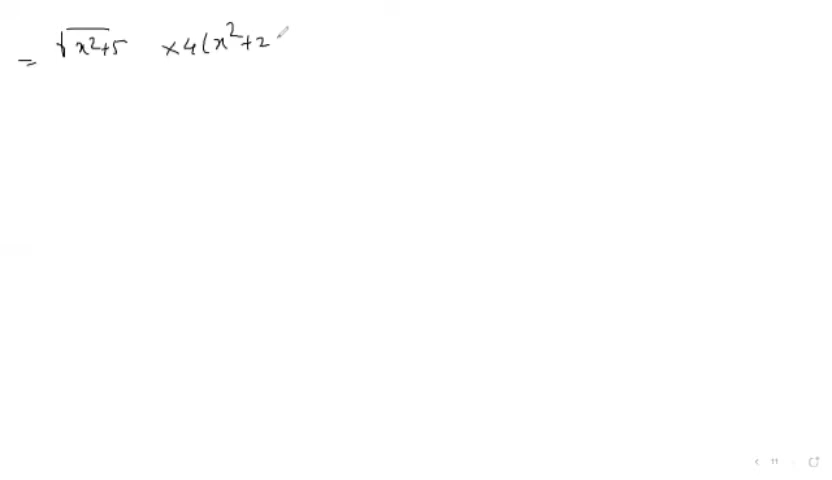 = √x²+5 ×4(x²+2